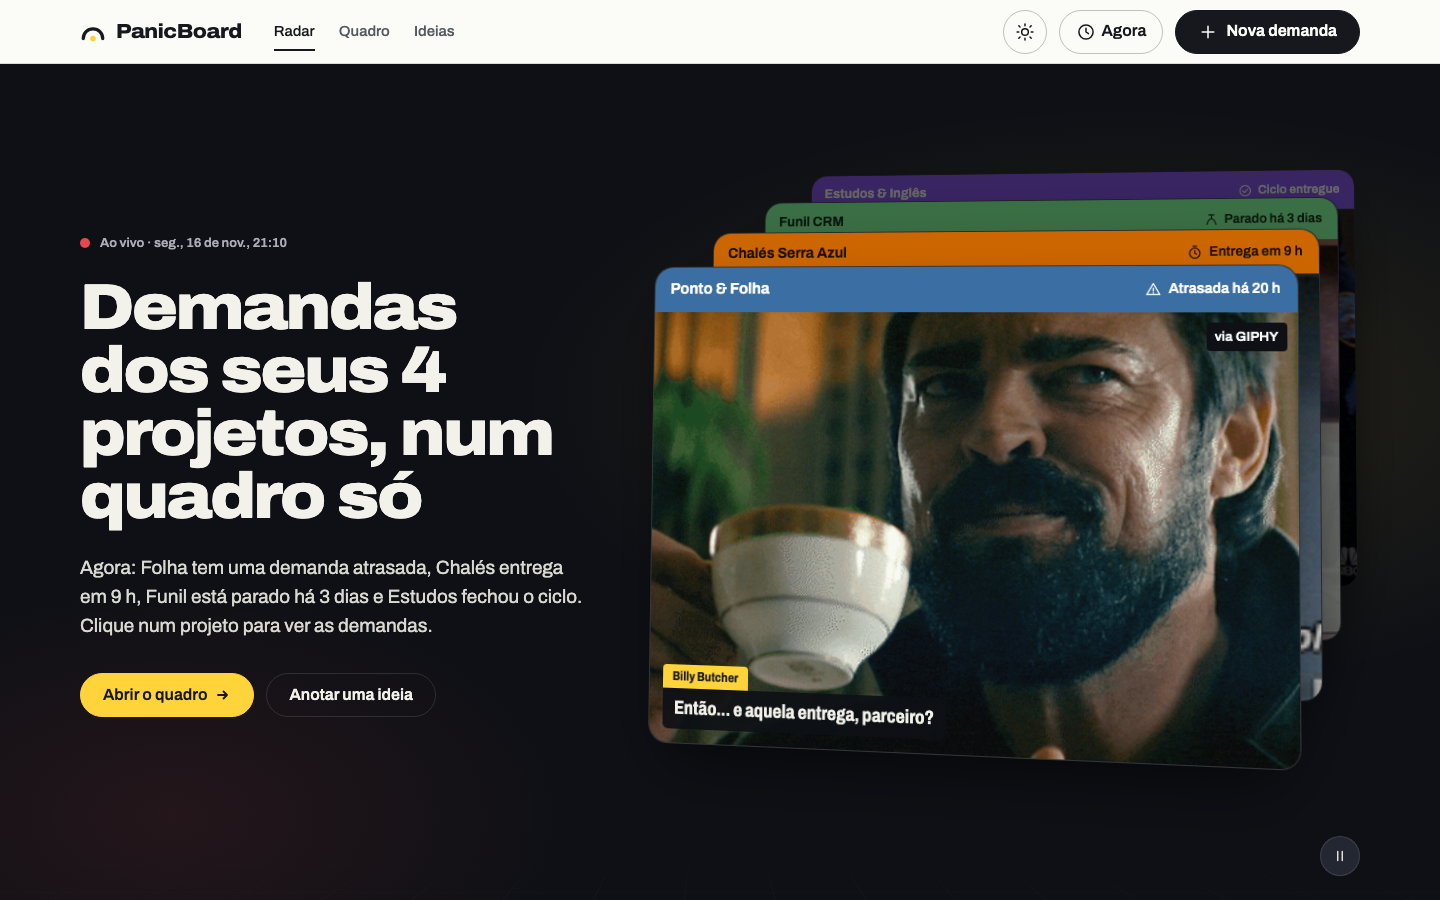 PanicBoard
Radar
Quadro
Ideias
Agora
Nova demanda
Ao vivo · seg., 16 de nov., 21:10
Demandas
dos seus 4
projetos, num
quadro só
Agora: Folha tem uma demanda atrasada, Chalés entrega
em 9 h, Funil está parado há 3 dias e Estudos fechou o ciclo.
Clique num projeto para ver as demandas.
Abrir o quadro
Anotar uma ideia
Estudos & Inglês
Ciclo entregue
Funil CRM
Parado há 3 dias
Chalés Serra Azul
Entrega em 9 h
Ponto & Folha
Atrasada há 20 h
via GIPHY
Billy Butcher
Então... e aquela entrega, parceiro?